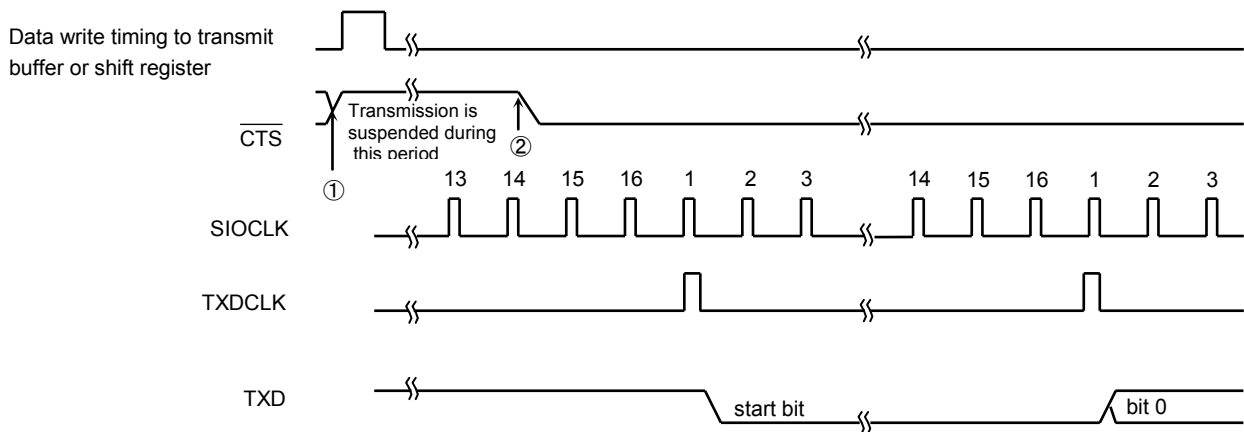 Data write timing to transmit
buffer or shift register
CTS
Transmission is
suspended during
this period
①
②
13 14 15 16 1 2 3 14 15 16 1 2 3
SIOCLK
TXDCLK
TXD
start bit
bit 0